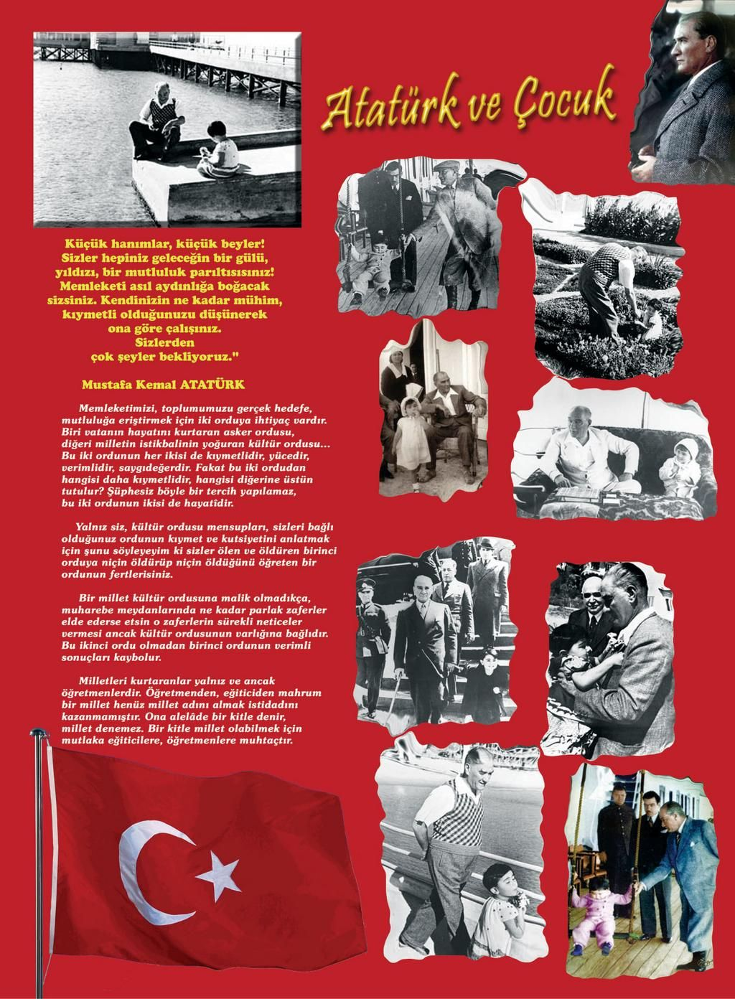 Atatürk ve Çocuk
Küçük hanımlar, küçük beyler!
Sizler hepiniz geleceğin bir gülü,
yıldızı, bir mutluluk parıltısısınız!
Memleketi asıl aydınlığa boğacak
sizsiniz. Kendinizin ne kadar mühim,
kıymetli olduğunuzu düşünerek
ona göre çalışınız.
Sizlerden
çok şeyler bekliyoruz."
Mustafa Kemal ATATÜRK
Memleketimizi, toplumumuzu gerçek hedefe,
mutluluğa eriştirmek için iki orduya ihtiyaç vardır.
Biri vatanın hayatını kurtaran asker ordusu,
diğeri milletin istikbalinin yoğuran kültür ordusu...
Bu iki ordunun her ikisi de kıymetlidir, yücedir,
verimlidir, saygıdeğerdir. Fakat bu iki ordudan
hangisi daha kıymetlidir, hangisi diğerine üstün
tutulur? Şüphesiz böyle bir tercih yapılamaz,
bu iki ordunun ikisi de hayatîdir.
Yalnız siz, kültür ordusu mensupları, sizleri bağlı
olduğunuz ordunun kıymet ve kutsiyetini anlatmak
için şunu söyleyeyim ki sizler ölen ve öldüren birinci
orduya niçin öldürüp niçin öldüğünü öğreten bir
ordunun fertlerisiniz.
Bir millet kültür ordusuna malik olmadıkça,
muharebe meydanlarında ne kadar parlak zaferler
elde ederse etsin o zaferlerin sürekli neticeler
vermesi ancak kültür ordusunun varlığına bağlıdır.
Bu ikinci ordu olmadan birinci ordunun verimli
sonuçları kaybolur.
Milletleri kurtaranlar yalnız ve ancak
öğretmenlerdir. Öğretmenden, eğiticiden mahrum
bir millet henüz millet adını almak istidadını
kazanmamıştır. Ona alelâde bir kitle denir,
millet denemez. Bir kitle millet olabilmek için
mutlaka eğiticilere, öğretmenlere muhtaçtır.